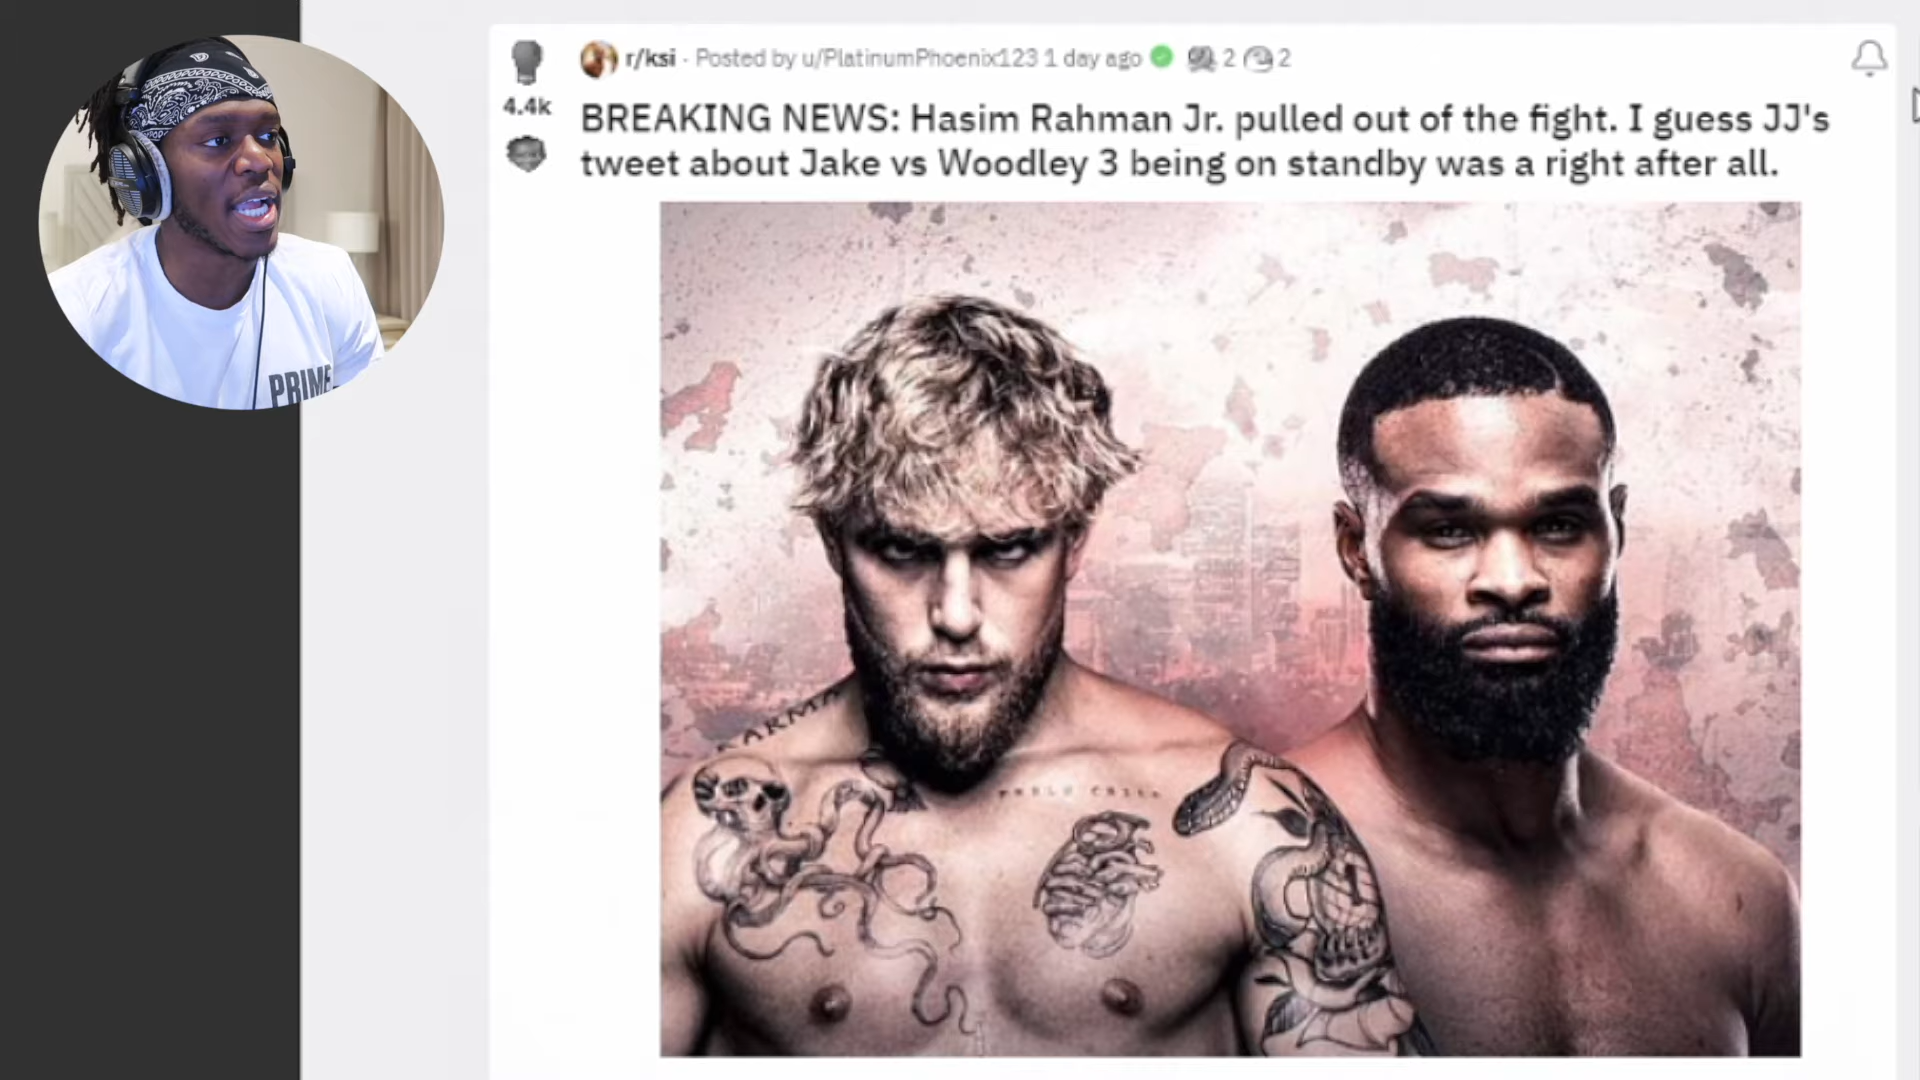 r/ksi · Posted by u/PlatinumPhoenix123 1 day ago 2 2
4.4k
BREAKING NEWS: Hasim Rahman Jr. pulled out of the fight. I guess JJ's
tweet about Jake vs Woodley 3 being on standby was a right after all.
PRIME
KARMA